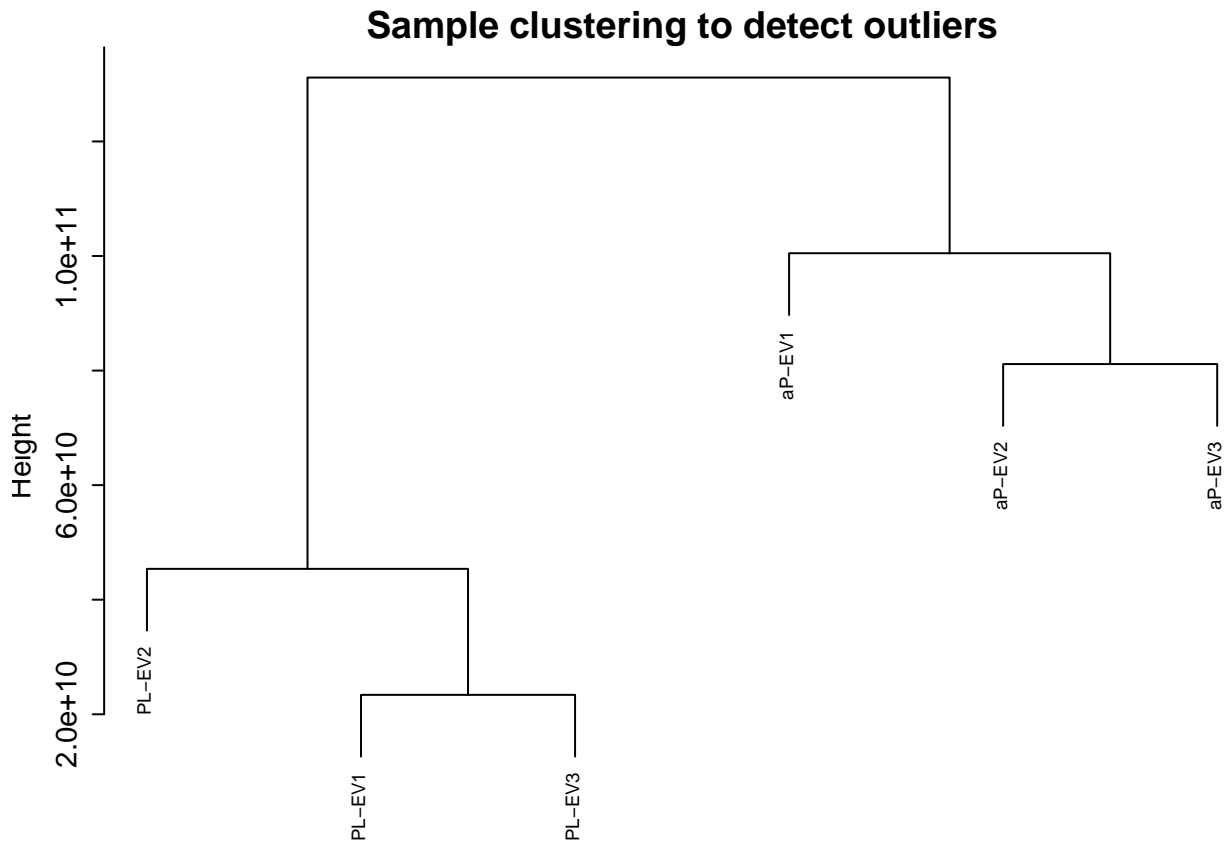 Sample clustering to detect outliers
Height
1.0e+11
6.0e+10
2.0e+10
aP−EV1
aP−EV2
aP−EV3
PL−EV2
PL−EV1
PL−EV3